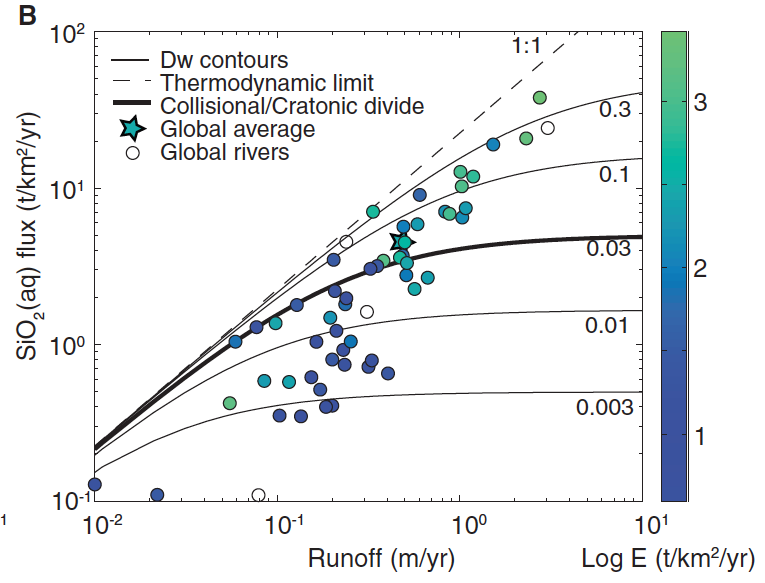 B
10²
1:1
Dw contours
Thermodynamic limit
Collisional/Cratonic divide
Global average
Global rivers
0.3
3
0.1
10¹
SiO₂(aq) flux (t/km²/yr)
0.03
2
0.01
10⁰
0.003
1
10⁻¹
1
10⁻²
10⁻¹
10⁰
10¹
Runoff (m/yr)
Log E (t/km²/yr)